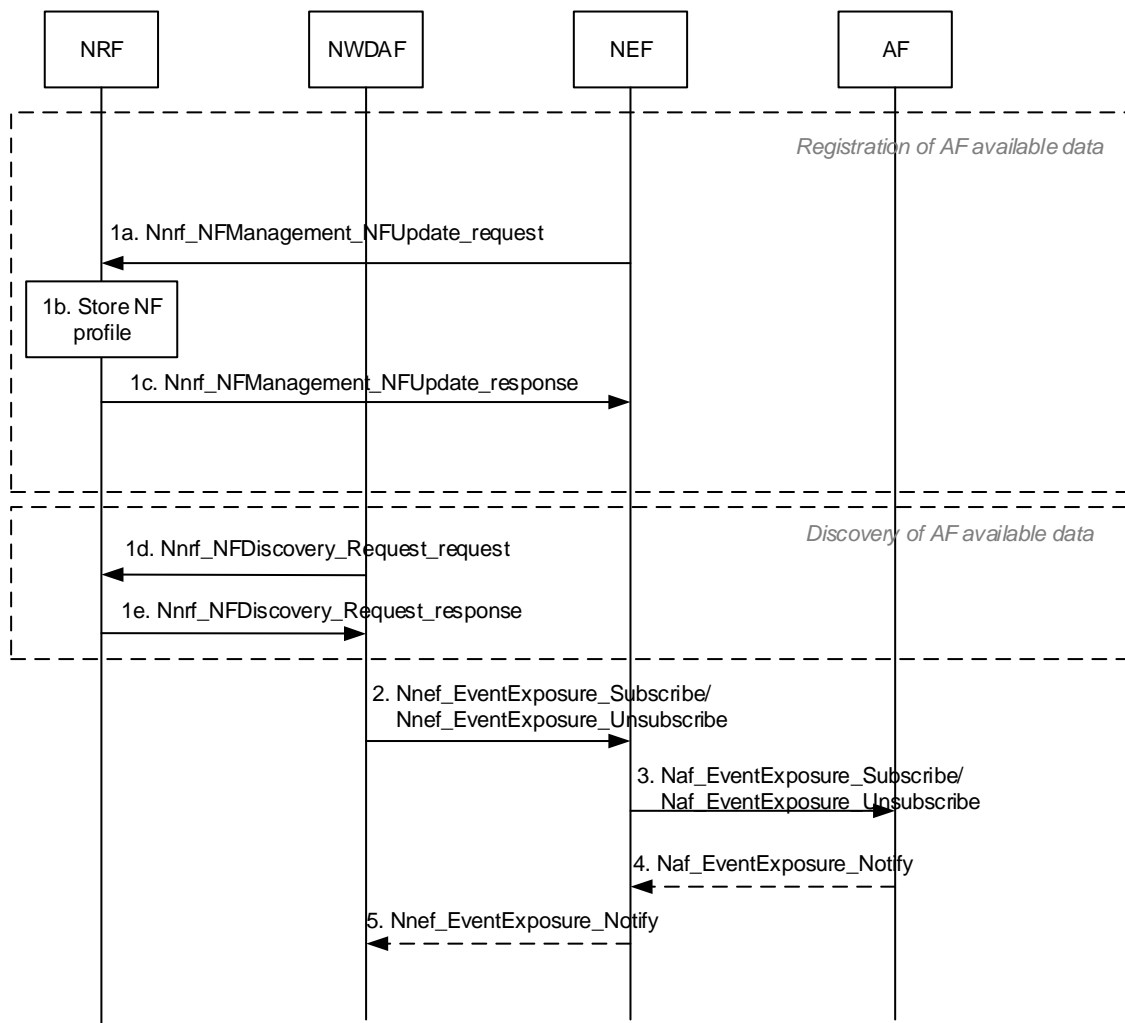 NRF
NWDAF
NEF
AF
Registration of AF available data
1a. Nnrf_NFManagement_NFUpdate_request
1b. Store NF
profile
1c. Nnrf_NFManagement_NFUpdate_response
Discovery of AF available data
1d. Nnrf_NFDiscovery_Request_request
1e. Nnrf_NFDiscovery_Request_response
2. Nnef_EventExposure_Subscribe/
Nnef_EventExposure_Unsubscribe
3. Naf_EventExposure_Subscribe/
Naf_EventExposure_Unsubscribe
4. Naf_EventExposure_Notify
5. Nnef_EventExposure_Notify